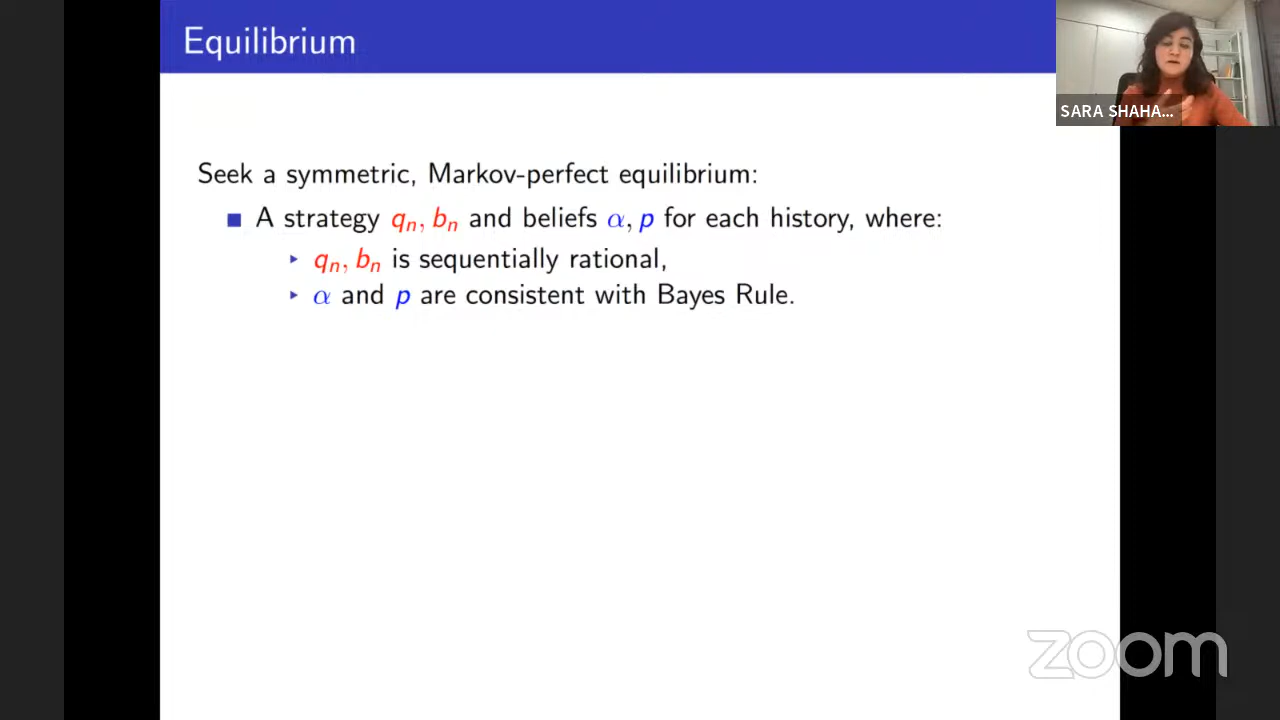 Equilibrium
SARA SHAHA...
Seek a symmetric, Markov-perfect equilibrium:
■ A strategy qₙ, bₙ and beliefs α, p for each history, where:
▸ qₙ, bₙ is sequentially rational,
▸ α and p are consistent with Bayes Rule.
zoom